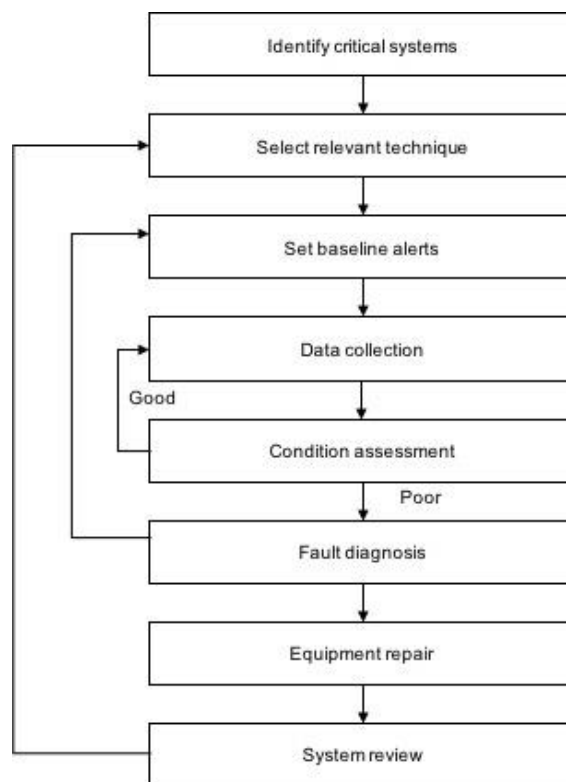 Identify critical systems
Select relevant technique
Set baseline alerts
Data collection
Good
Condition assessment
Poor
Fault diagnosis
Equipment repair
System review